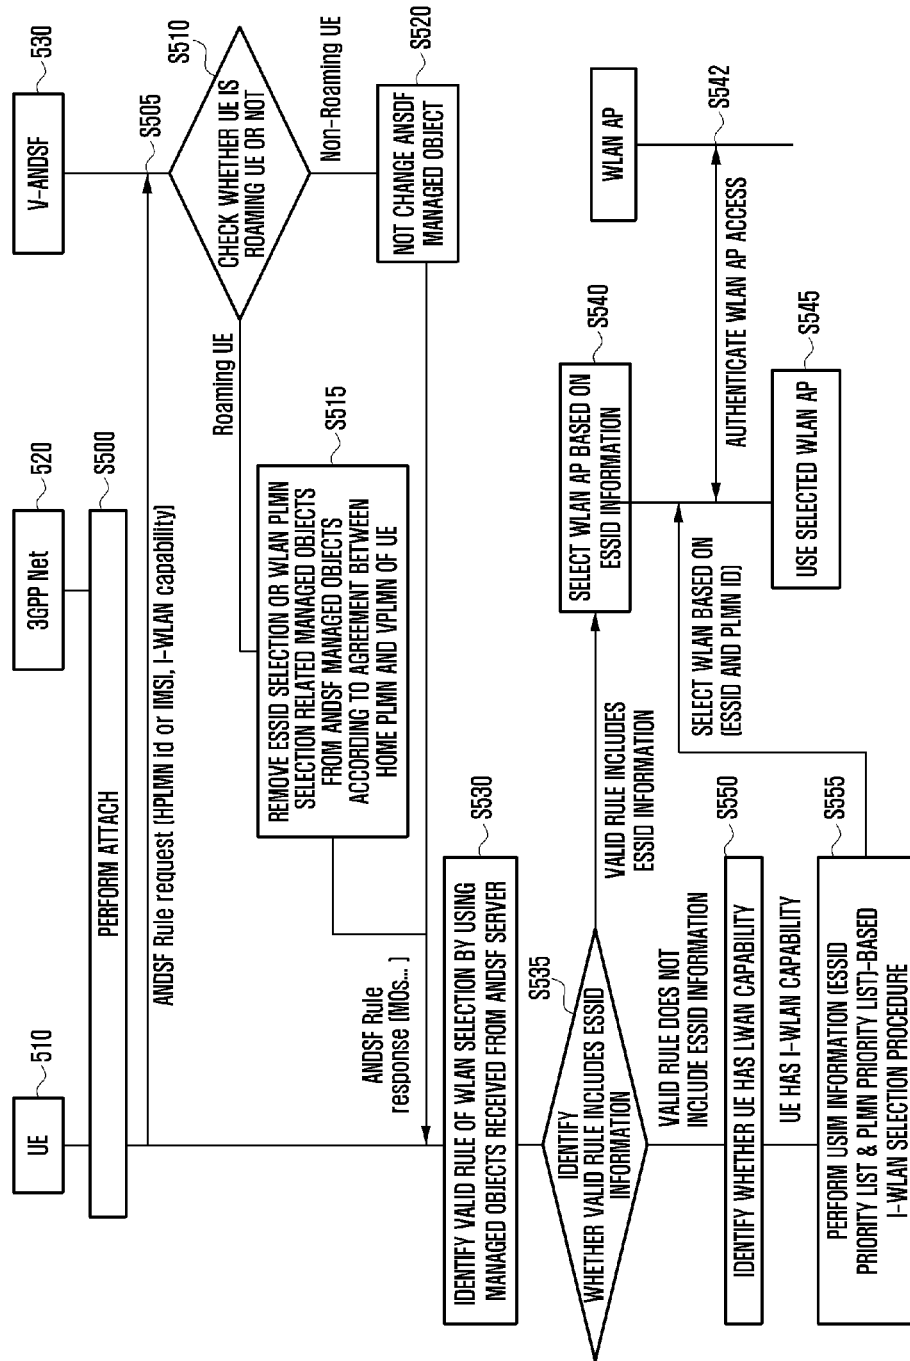 UE
510
3GPP Net
520
V-ANDSF
530
PERFORM ATTACH
S500
ANDSF Rule request (HPLMN id or IMSI, I-WLAN capability)
S505
CHECK WHETHER UE IS
ROAMING UE OR NOT
S510
Roaming UE
Non-Roaming UE
REMOVE ESSID SELECTION OR WLAN PLMN
SELECTION RELATED MANAGED OBJECTS
FROM ANDSF MANAGED OBJECTS
ACCORDING TO AGREEMENT BETWEEN
HOME PLMN AND VPLMN OF UE
S515
NOT CHANGE ANSDF
MANAGED OBJECT
S520
ANDSF Rule
response (MOs... )
IDENTIFY VALID RULE OF WLAN SELECTION BY USING
MANAGED OBJECTS RECEIVED FROM ANDSF SERVER
S530
IDENTIFY
WHETHER VALID RULE INCLUDES ESSID
INFORMATION
S535
VALID RULE INCLUDES
ESSID INFORMATION
SELECT WLAN AP BASED ON
ESSID INFORMATION
S540
WLAN AP
VALID RULE DOES NOT
INCLUDE ESSID INFORMATION
SELECT WLAN BASED ON
(ESSID AND PLMN ID)
AUTHENTICATE WLAN AP ACCESS
S542
IDENTIFY WHETHER UE HAS LWAN CAPABILITY
S550
UE HAS I-WLAN CAPABILITY
USE SELECTED WLAN AP
S545
PERFORM USIM INFORMATION (ESSID
PRIORITY LIST & PLMN PRIORITY LIST)-BASED
I-WLAN SELECTION PROCEDURE
S555